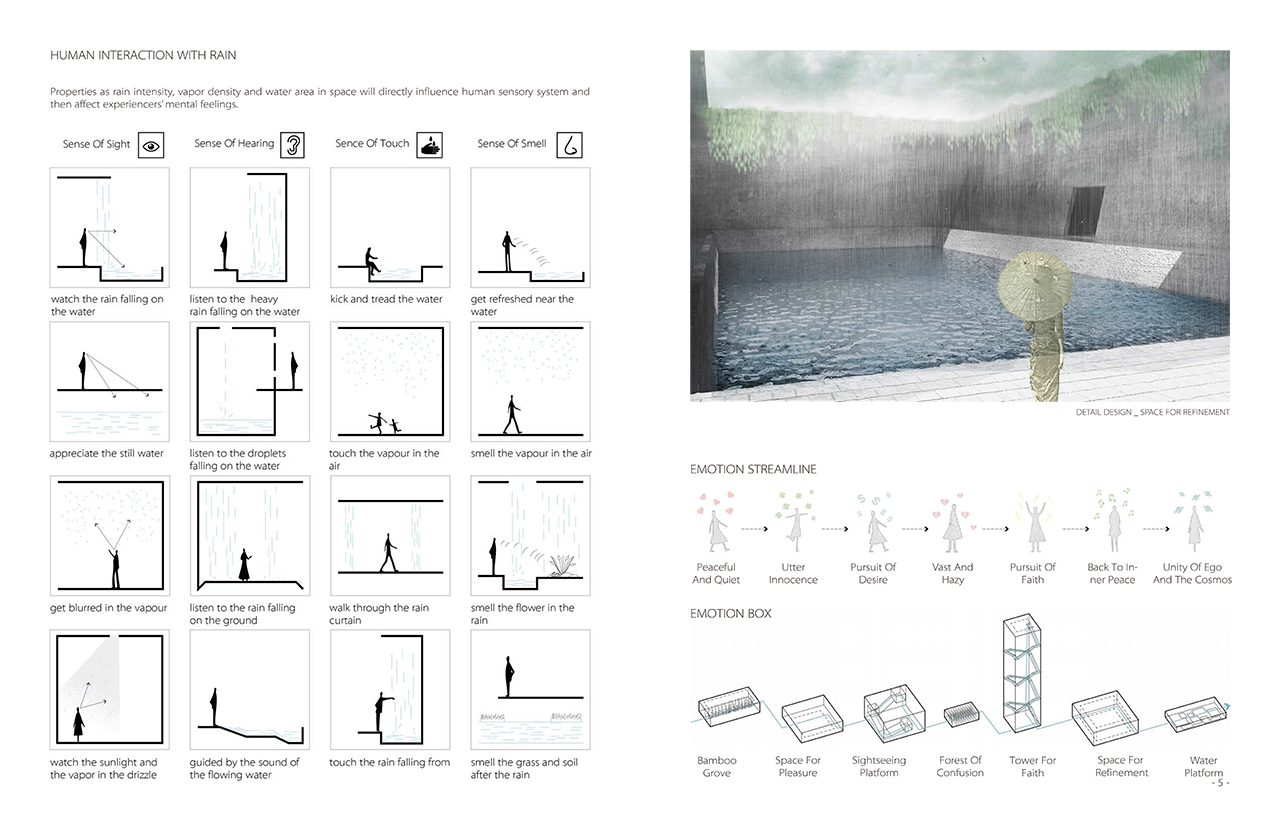 HUMAN INTERACTION WITH RAIN
Properties as rain intensity, vapor density and water area in space will directly influence human sensory system and
then affect experiencers' mental feelings.
Sense Of Sight
Sense Of Hearing
Sence Of Touch
Sense Of Smell
watch the rain falling on
the water
listen to the heavy
rain falling on the water
kick and tread the water
get refreshed near the
water
appreciate the still water
listen to the droplets
falling on the water
touch the vapour in the
air
smell the vapour in the air
get blurred in the vapour
listen to the rain falling
on the ground
walk through the rain
curtain
smell the flower in the
rain
watch the sunlight and
the vapor in the drizzle
guided by the sound of
the flowing water
touch the rain falling from
smell the grass and soil
after the rain
DETAIL DESIGN _ SPACE FOR REFINEMENT
EMOTION STREAMLINE
Peaceful
And Quiet
Utter
Innocence
Pursuit Of
Desire
Vast And
Hazy
Pursuit Of
Faith
Back To In-
ner Peace
Unity Of Ego
And The Cosmos
EMOTION BOX
Bamboo
Grove
Space For
Pleasure
Sightseeing
Platform
Forest Of
Confusion
Tower For
Faith
Space For
Refinement
Water
Platform
- 5 -